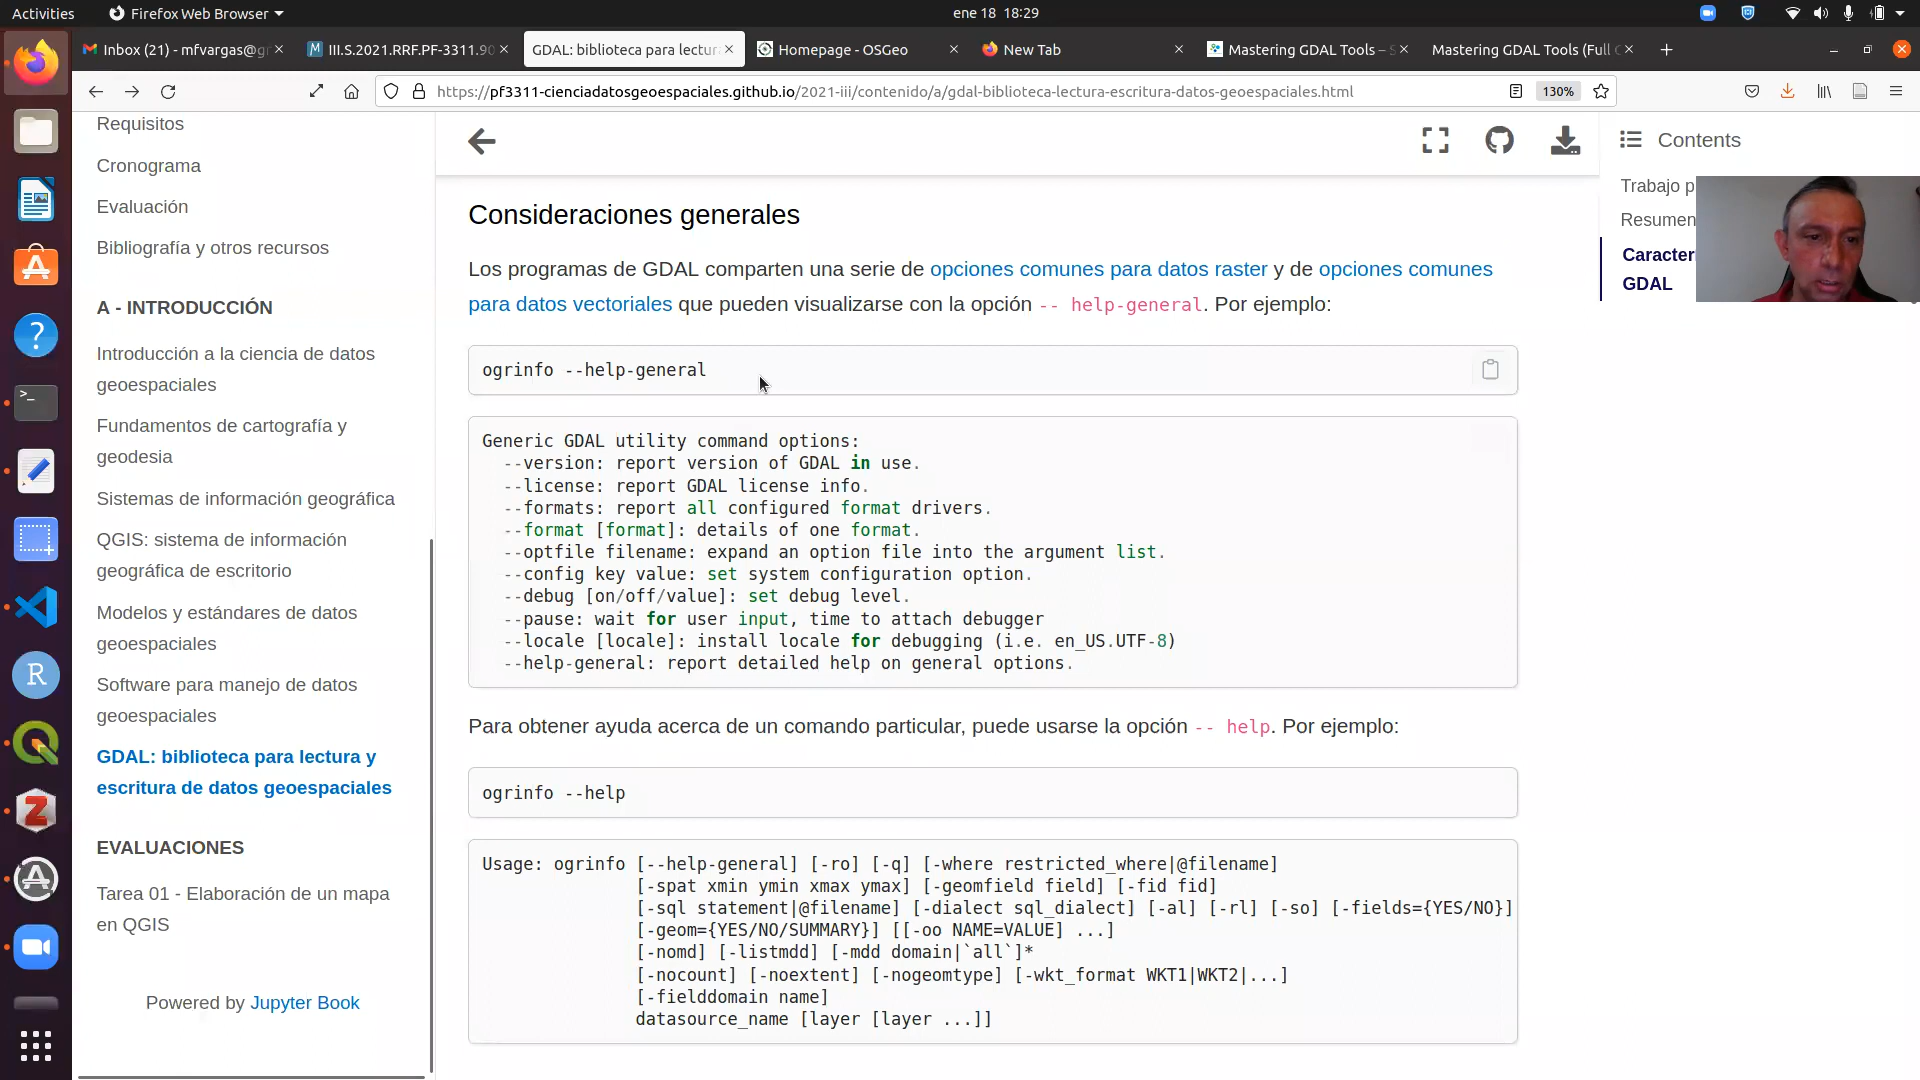 Activities
Firefox Web Browser
ene 18 18:29
Inbox (21) - mfvargas@g
III.S.2021.RRF.PF-3311.90
GDAL: biblioteca para lectur
Homepage - OSGeo
New Tab
Mastering GDAL Tools – S
Mastering GDAL Tools (Full C
https://pf3311-cienciadatosgeoespaciales.github.io/2021-iii/contenido/a/gdal-biblioteca-lectura-escritura-datos-geoespaciales.html
130%
Requisitos
Cronograma
Evaluación
Bibliografía y otros recursos
A - INTRODUCCIÓN
Introducción a la ciencia de datos
geoespaciales
Fundamentos de cartografía y
geodesia
Sistemas de información geográfica
QGIS: sistema de información
geográfica de escritorio
Modelos y estándares de datos
geoespaciales
Software para manejo de datos
geoespaciales
GDAL: biblioteca para lectura y
escritura de datos geoespaciales
EVALUACIONES
Tarea 01 - Elaboración de un mapa
en QGIS
Powered by Jupyter Book
Consideraciones generales
Los programas de GDAL comparten una serie de opciones comunes para datos raster y de opciones comunes
para datos vectoriales que pueden visualizarse con la opción -- help-general. Por ejemplo:
ogrinfo --help-general
Generic GDAL utility command options:
--version: report version of GDAL in use.
--license: report GDAL license info.
--formats: report all configured format drivers.
--format [format]: details of one format.
--optfile filename: expand an option file into the argument list.
--config key value: set system configuration option.
--debug [on/off/value]: set debug level.
--pause: wait for user input, time to attach debugger
--locale [locale]: install locale for debugging (i.e. en_US.UTF-8)
--help-general: report detailed help on general options.
Para obtener ayuda acerca de un comando particular, puede usarse la opción -- help. Por ejemplo:
ogrinfo --help
Usage: ogrinfo [--help-general] [-ro] [-q] [-where restricted_where|@filename]
[-spat xmin ymin xmax ymax] [-geomfield field] [-fid fid]
[-sql statement|@filename] [-dialect sql_dialect] [-al] [-rl] [-so] [-fields={YES/NO}]
[-geom={YES/NO/SUMMARY}] [[-oo NAME=VALUE] ...]
[-nomd] [-listmdd] [-mdd domain|`all`]*
[-nocount] [-noextent] [-nogeomtype] [-wkt_format WKT1|WKT2|...]
[-fielddomain name]
datasource_name [layer [layer ...]]
Contents
Trabajo p
Resumen
Caracter
GDAL